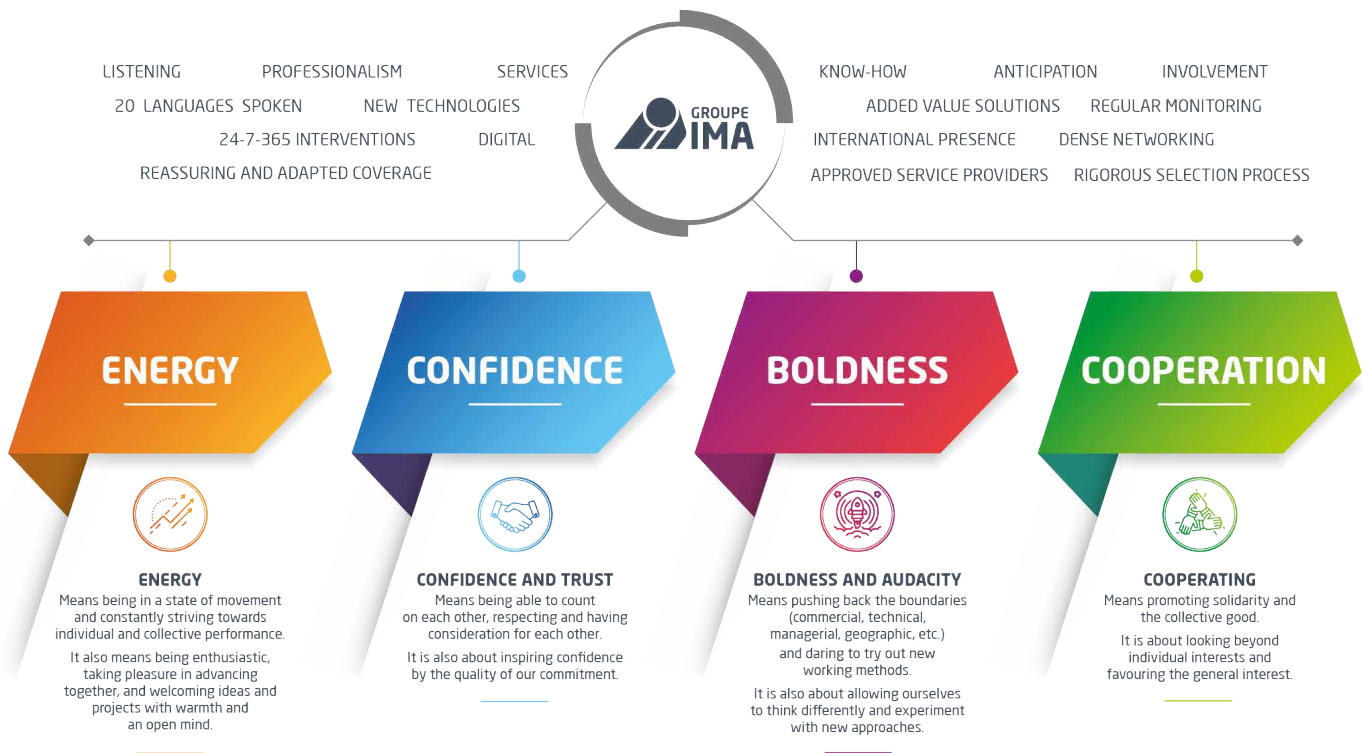 LISTENING PROFESSIONALISM SERVICES
20 LANGUAGES SPOKEN NEW TECHNOLOGIES
24-7-365 INTERVENTIONS DIGITAL
REASSURING AND ADAPTED COVERAGE
GROUPE
IMA
KNOW-HOW ANTICIPATION INVOLVEMENT
ADDED VALUE SOLUTIONS REGULAR MONITORING
INTERNATIONAL PRESENCE DENSE NETWORKING
APPROVED SERVICE PROVIDERS RIGOROUS SELECTION PROCESS
ENERGY
ENERGY
Means being in a state of movement
and constantly striving towards
individual and collective performance.
It also means being enthusiastic,
taking pleasure in advancing
together, and welcoming ideas and
projects with warmth and
an open mind.
CONFIDENCE
CONFIDENCE AND TRUST
Means being able to count
on each other, respecting and having
consideration for each other.
It is also about inspiring confidence
by the quality of our commitment.
BOLDNESS
BOLDNESS AND AUDACITY
Means pushing back the boundaries
(commercial, technical,
managerial, geographic, etc.)
and daring to try out new
working methods.
It is also about allowing ourselves
to think differently and experiment
with new approaches.
COOPERATION
COOPERATING
Means promoting solidarity and
the collective good.
It is about looking beyond
individual interests and
favouring the general interest.